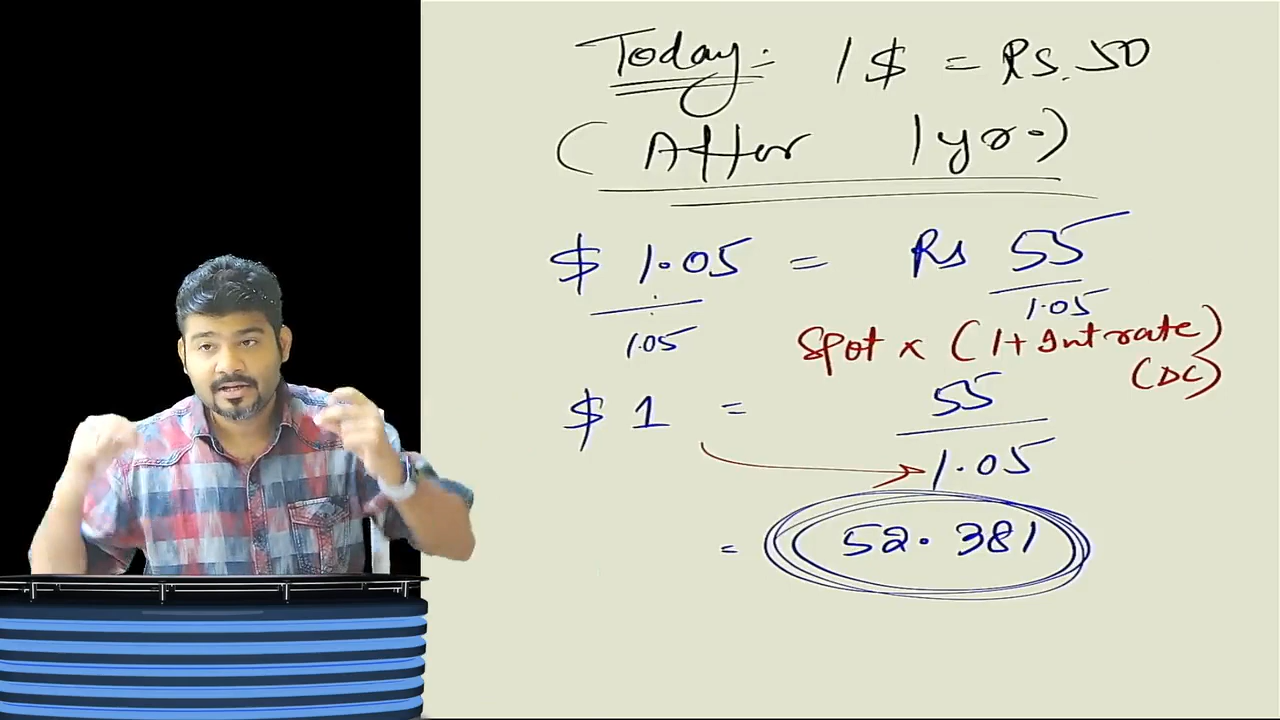 Today: 1 $ = Rs. 50
(After 1yr.)
$ 1.05 = Rs 55
1.05 1.05
Spot x (1+ Int rate)
(DC)
$ 1 = 55
1.05
= 52.381